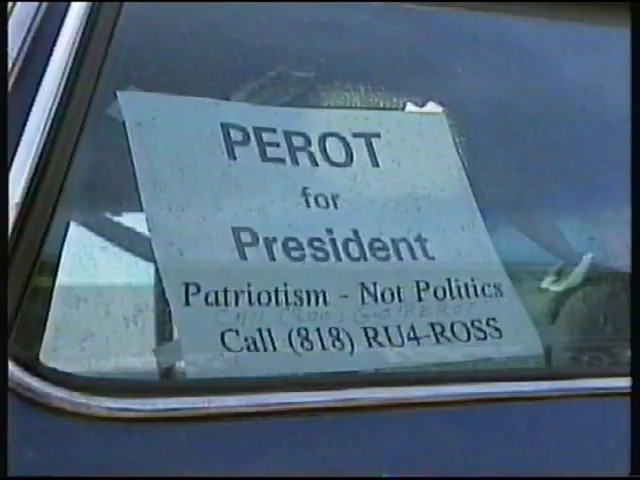 PEROT
for
President
Patriotism - Not Politics
Call (818) RU4-ROSS